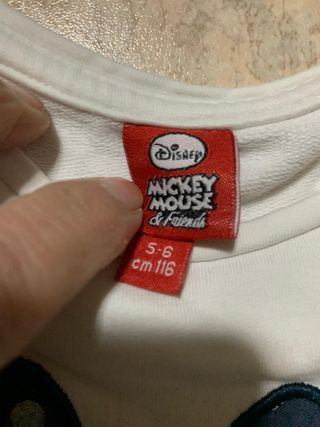 Disney
MICKEY
MOUSE
& Friends
5-6
cm 116